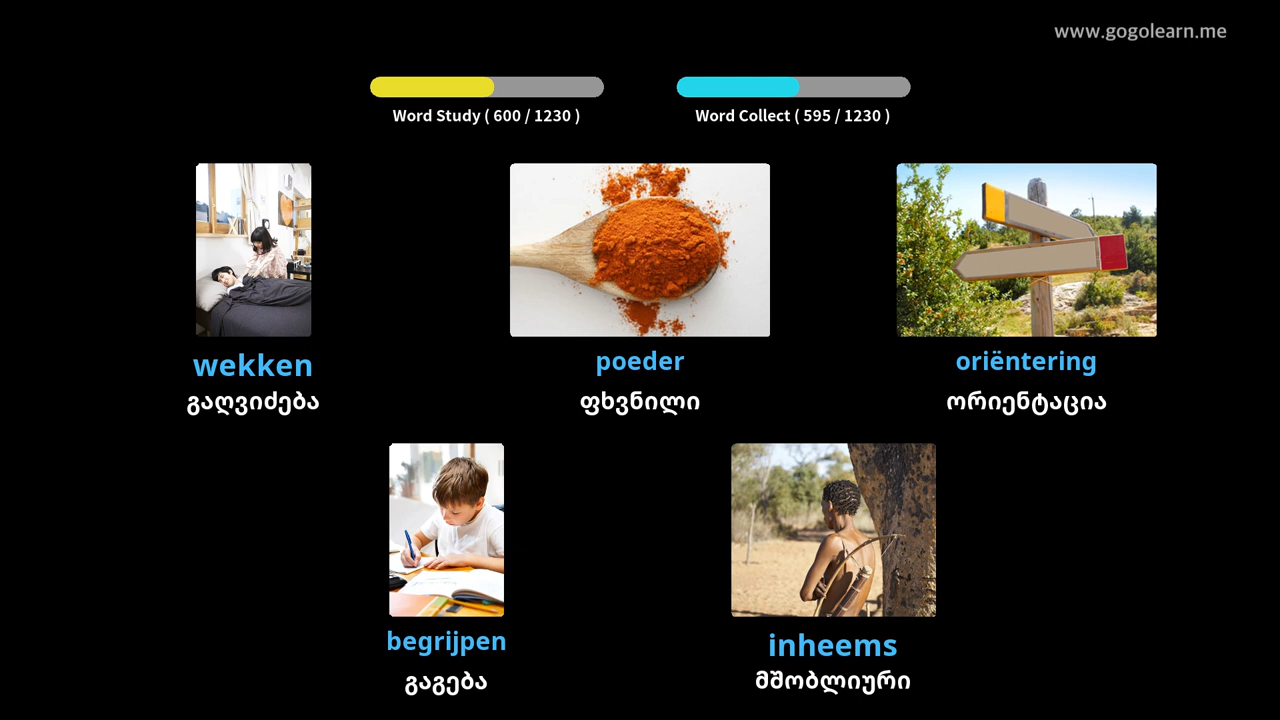 www.gogolearn.me
Word Study ( 600 / 1230 )
Word Collect ( 595 / 1230 )
wekken
გაღვიძება
poeder
ფხვნილი
oriëntering
ორიენტაცია
begrijpen
გაგება
inheems
მშობლიური